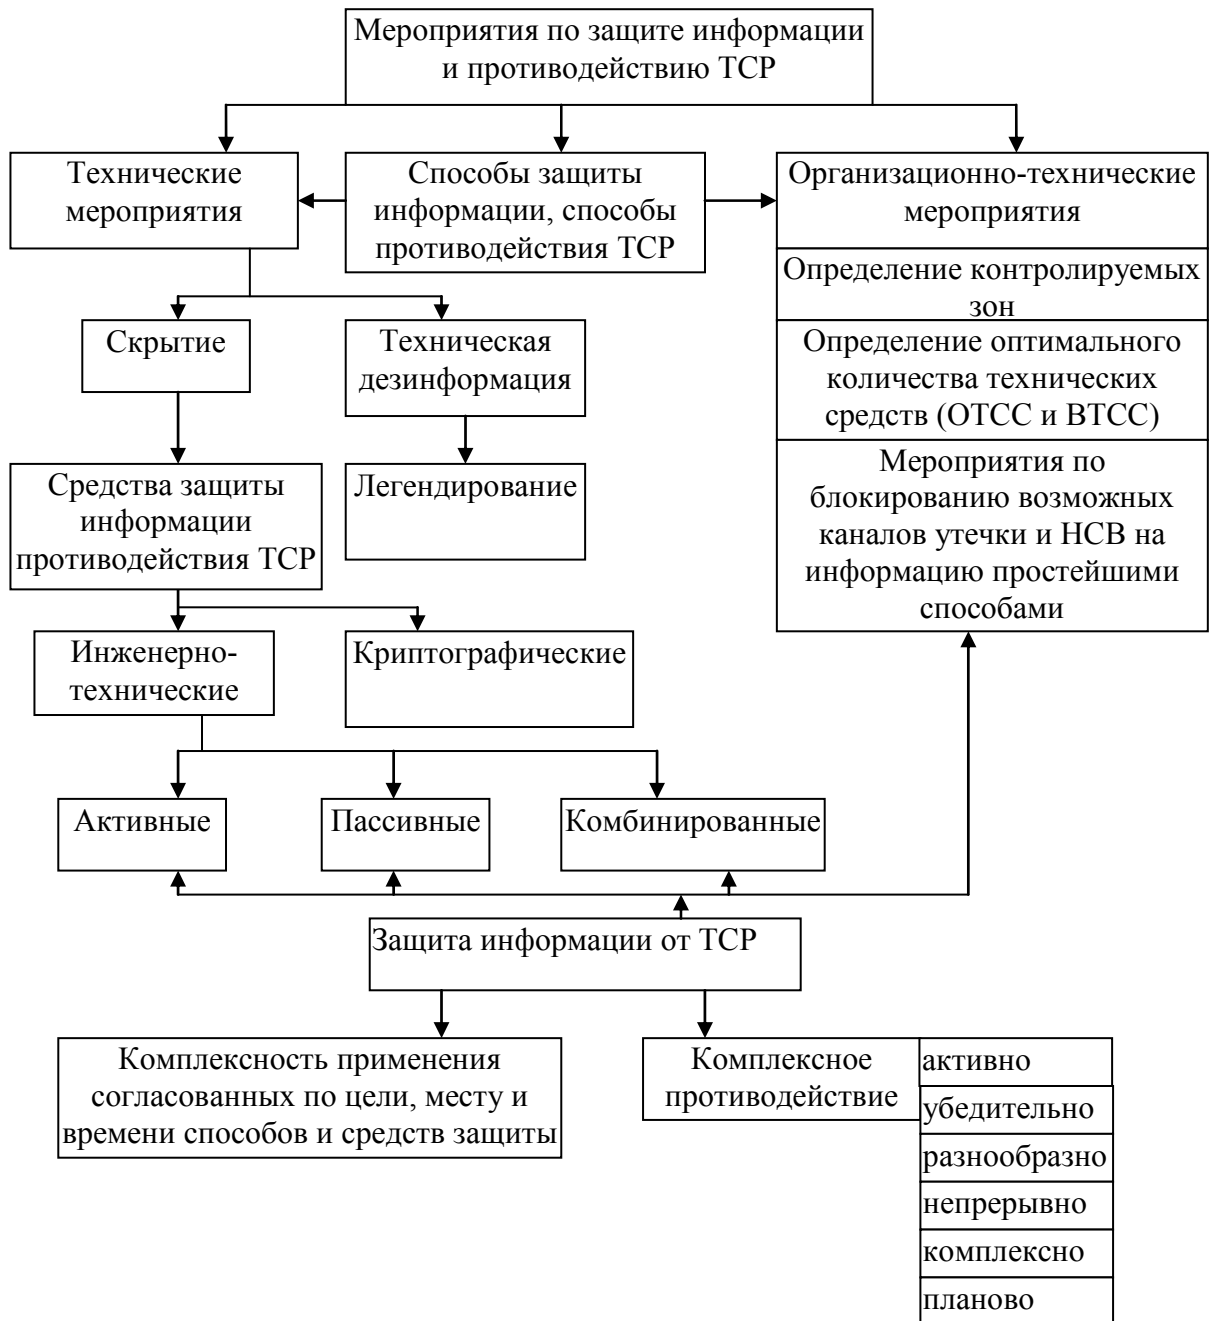 Мероприятия по защите информации
и противодействию ТСР
Технические
мероприятия
Способы защиты
информации, способы
противодействия ТСР
Организационно-технические
мероприятия
Определение контролируемых
зон
Определение оптимального
количества технических
средств (ОТСС и ВТСС)
Мероприятия по
блокированию возможных
каналов утечки и НСВ на
информацию простейшими
способами
Скрытие
Техническая
дезинформация
Средства защиты
информации
противодействия ТСР
Легендирование
Инженерно-
технические
Криптографические
Активные
Пассивные
Комбинированные
Защита информации от ТСР
Комплексность применения
согласованных по цели, месту и
времени способов и средств защиты
Комплексное
противодействие
активно
убедительно
разнообразно
непрерывно
комплексно
планово